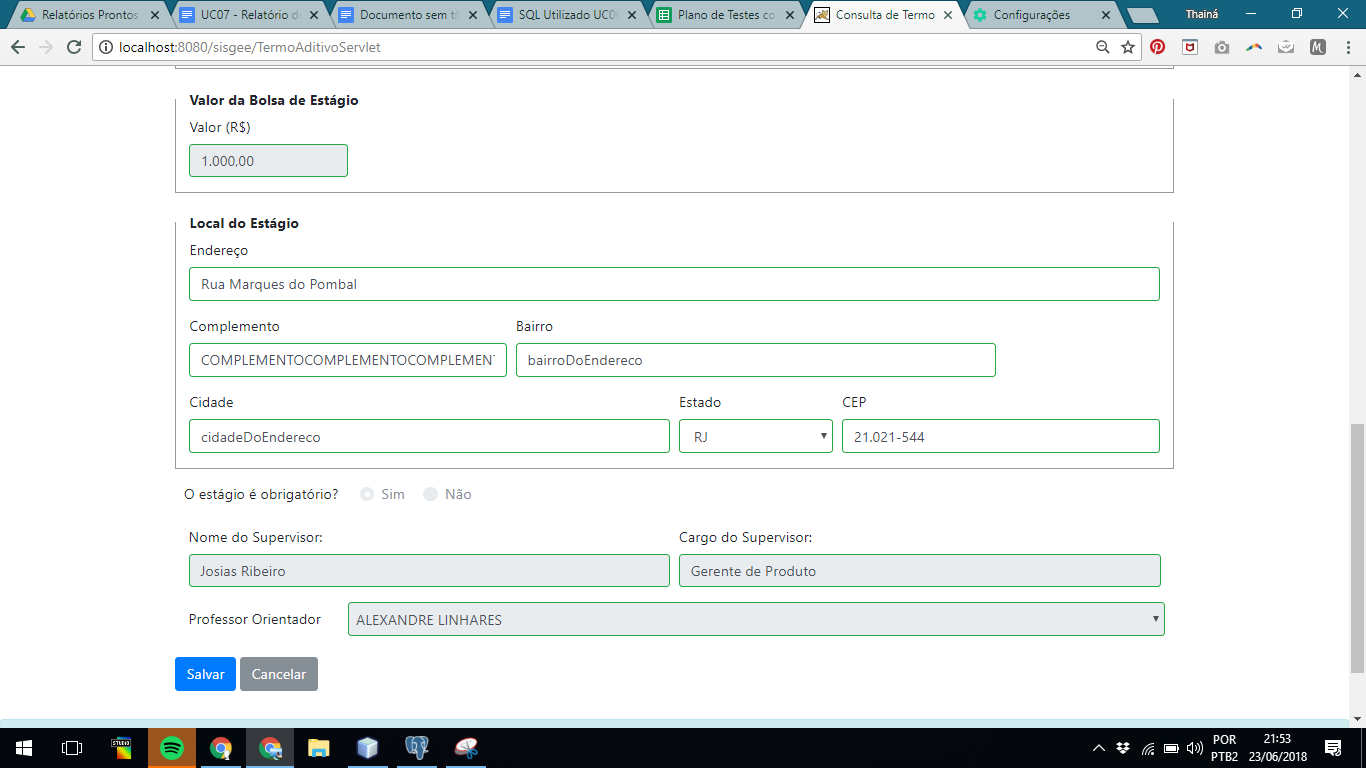 Relatórios Prontos
UC07 - Relatório d
Documento sem tí
SQL Utilizado UC06
Plano de Testes co
Consulta de Termo
Configurações
Thainá
localhost:8080/sisgee/TermoAditivoServlet
Valor da Bolsa de Estágio
Valor (R$)
1.000,00
Local do Estágio
Endereço
Rua Marques do Pombal
Complemento Bairro
COMPLEMENTOCOMPLEMENTOCOMPLEMENT bairroDoEndereco
Cidade Estado CEP
cidadeDoEndereco RJ 21.021-544
O estágio é obrigatório? Sim Não
Nome do Supervisor: Cargo do Supervisor:
Josias Ribeiro Gerente de Produto
Professor Orientador ALEXANDRE LINHARES
Salvar Cancelar
STUDIO
POR 21:53
PTB2 23/06/2018